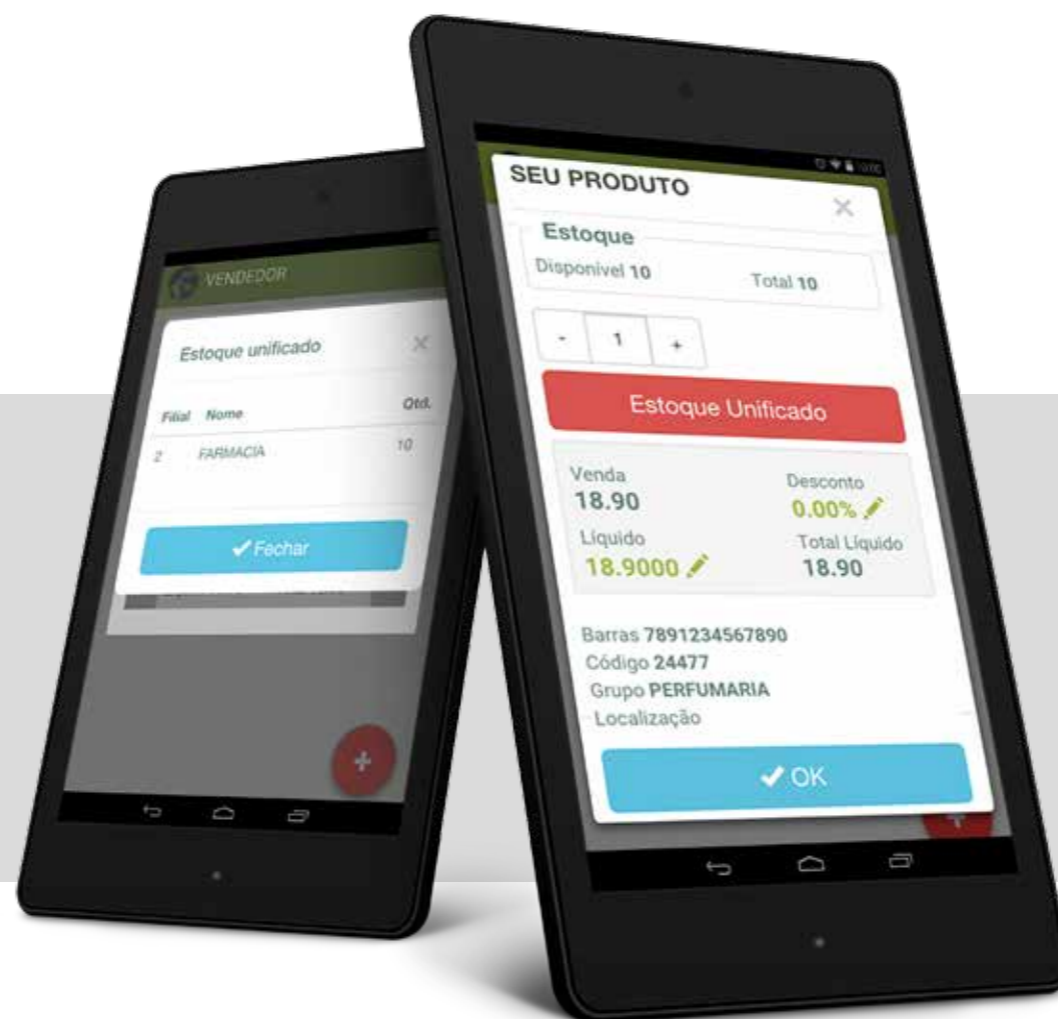 VENDEDOR
Estoque unificado
Filial Nome Qtd.
2 FARMACIA 10
Fechar
SEU PRODUTO
Estoque
Disponível 10 Total 10
- 1 +
Estoque Unificado
Venda Desconto
18.90 0.00%
Líquido Total Líquido
18.9000 18.90
Barras 7891234567890
Código 24477
Grupo PERFUMARIA
Localização
OK